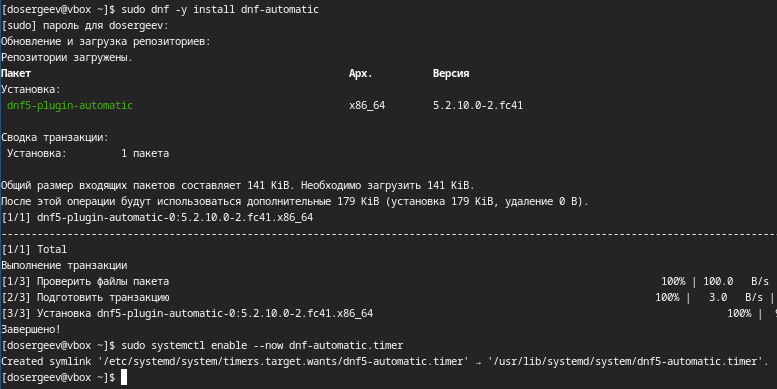 [dosergeev@vbox ~]$ sudo dnf -y install dnf-automatic
[sudo] пароль для dosergeev:
Обновление и загрузка репозиториев:
Репозитории загружены.
Пакет Арх. Версия
Установка:
dnf5-plugin-automatic x86_64 5.2.10.0-2.fc41
Сводка транзакции:
Установка: 1 пакета
Общий размер входящих пакетов составляет 141 KiB. Необходимо загрузить 141 KiB.
После этой операции будут использоваться дополнительные 179 KiB (установка 179 KiB, удаление 0 B).
[1/1] dnf5-plugin-automatic-0:5.2.10.0-2.fc41.x86_64
--------------------------------------------------------------------------------
[1/1] Total
Выполнение транзакции
[1/3] Проверить файлы пакета 100% | 100.0 B/s
[2/3] Подготовить транзакцию 100% | 3.0 B/s |
[3/3] Установка dnf5-plugin-automatic-0:5.2.10.0-2.fc41.x86_64 100% |
Завершено!
[dosergeev@vbox ~]$ sudo systemctl enable --now dnf-automatic.timer
Created symlink '/etc/systemd/system/timers.target.wants/dnf5-automatic.timer' → '/usr/lib/systemd/system/dnf5-automatic.timer'.
[dosergeev@vbox ~]$